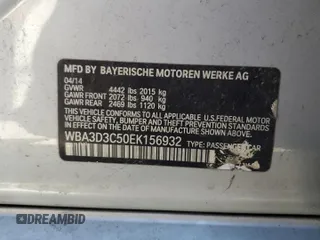 MFD BY BAYERISCHE MOTOREN WERKE AG
04/14
GVWR 4442 lbs 2015 kg
GAWR FRONT 2072 lbs 940 kg
GAWR REAR 2469 lbs 1120 kg
THIS VEHICLE CONFORMS TO ALL APPLICABLE
U.S.FEDERAL MOTOR VEHICLE SAFETY,
BUMPER, AND THEFT PREVENTION STANDARDS
IN EFFECT ON THE DATE OF
MANUFACTURE SHOWN ABOVE.
WBA3D3C50EK156932 TYPE: PASSENGER CAR
DREAMBID